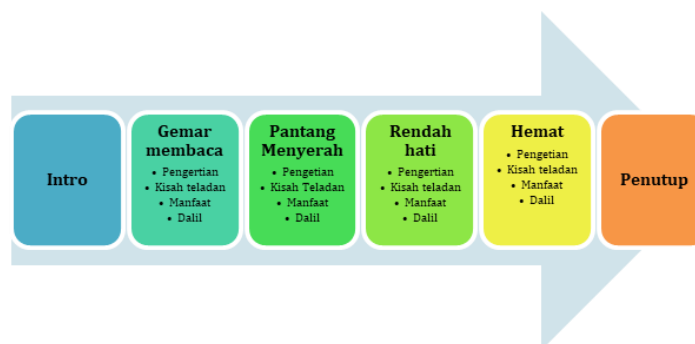 Intro
Gemar
membaca
• Pengertian
• Kisah teladan
• Manfaat
• Dalil
Pantang
Menyerah
• Pengetian
• Kisah Teladan
• Manfaat
• Dalil
Rendah
hati
• Pengertian
• Kisah teladan
• Manfaat
• Dalil
Hemat
• Pengetian
• Kisah teladan
• Manfaat
• Dalil
Penutup